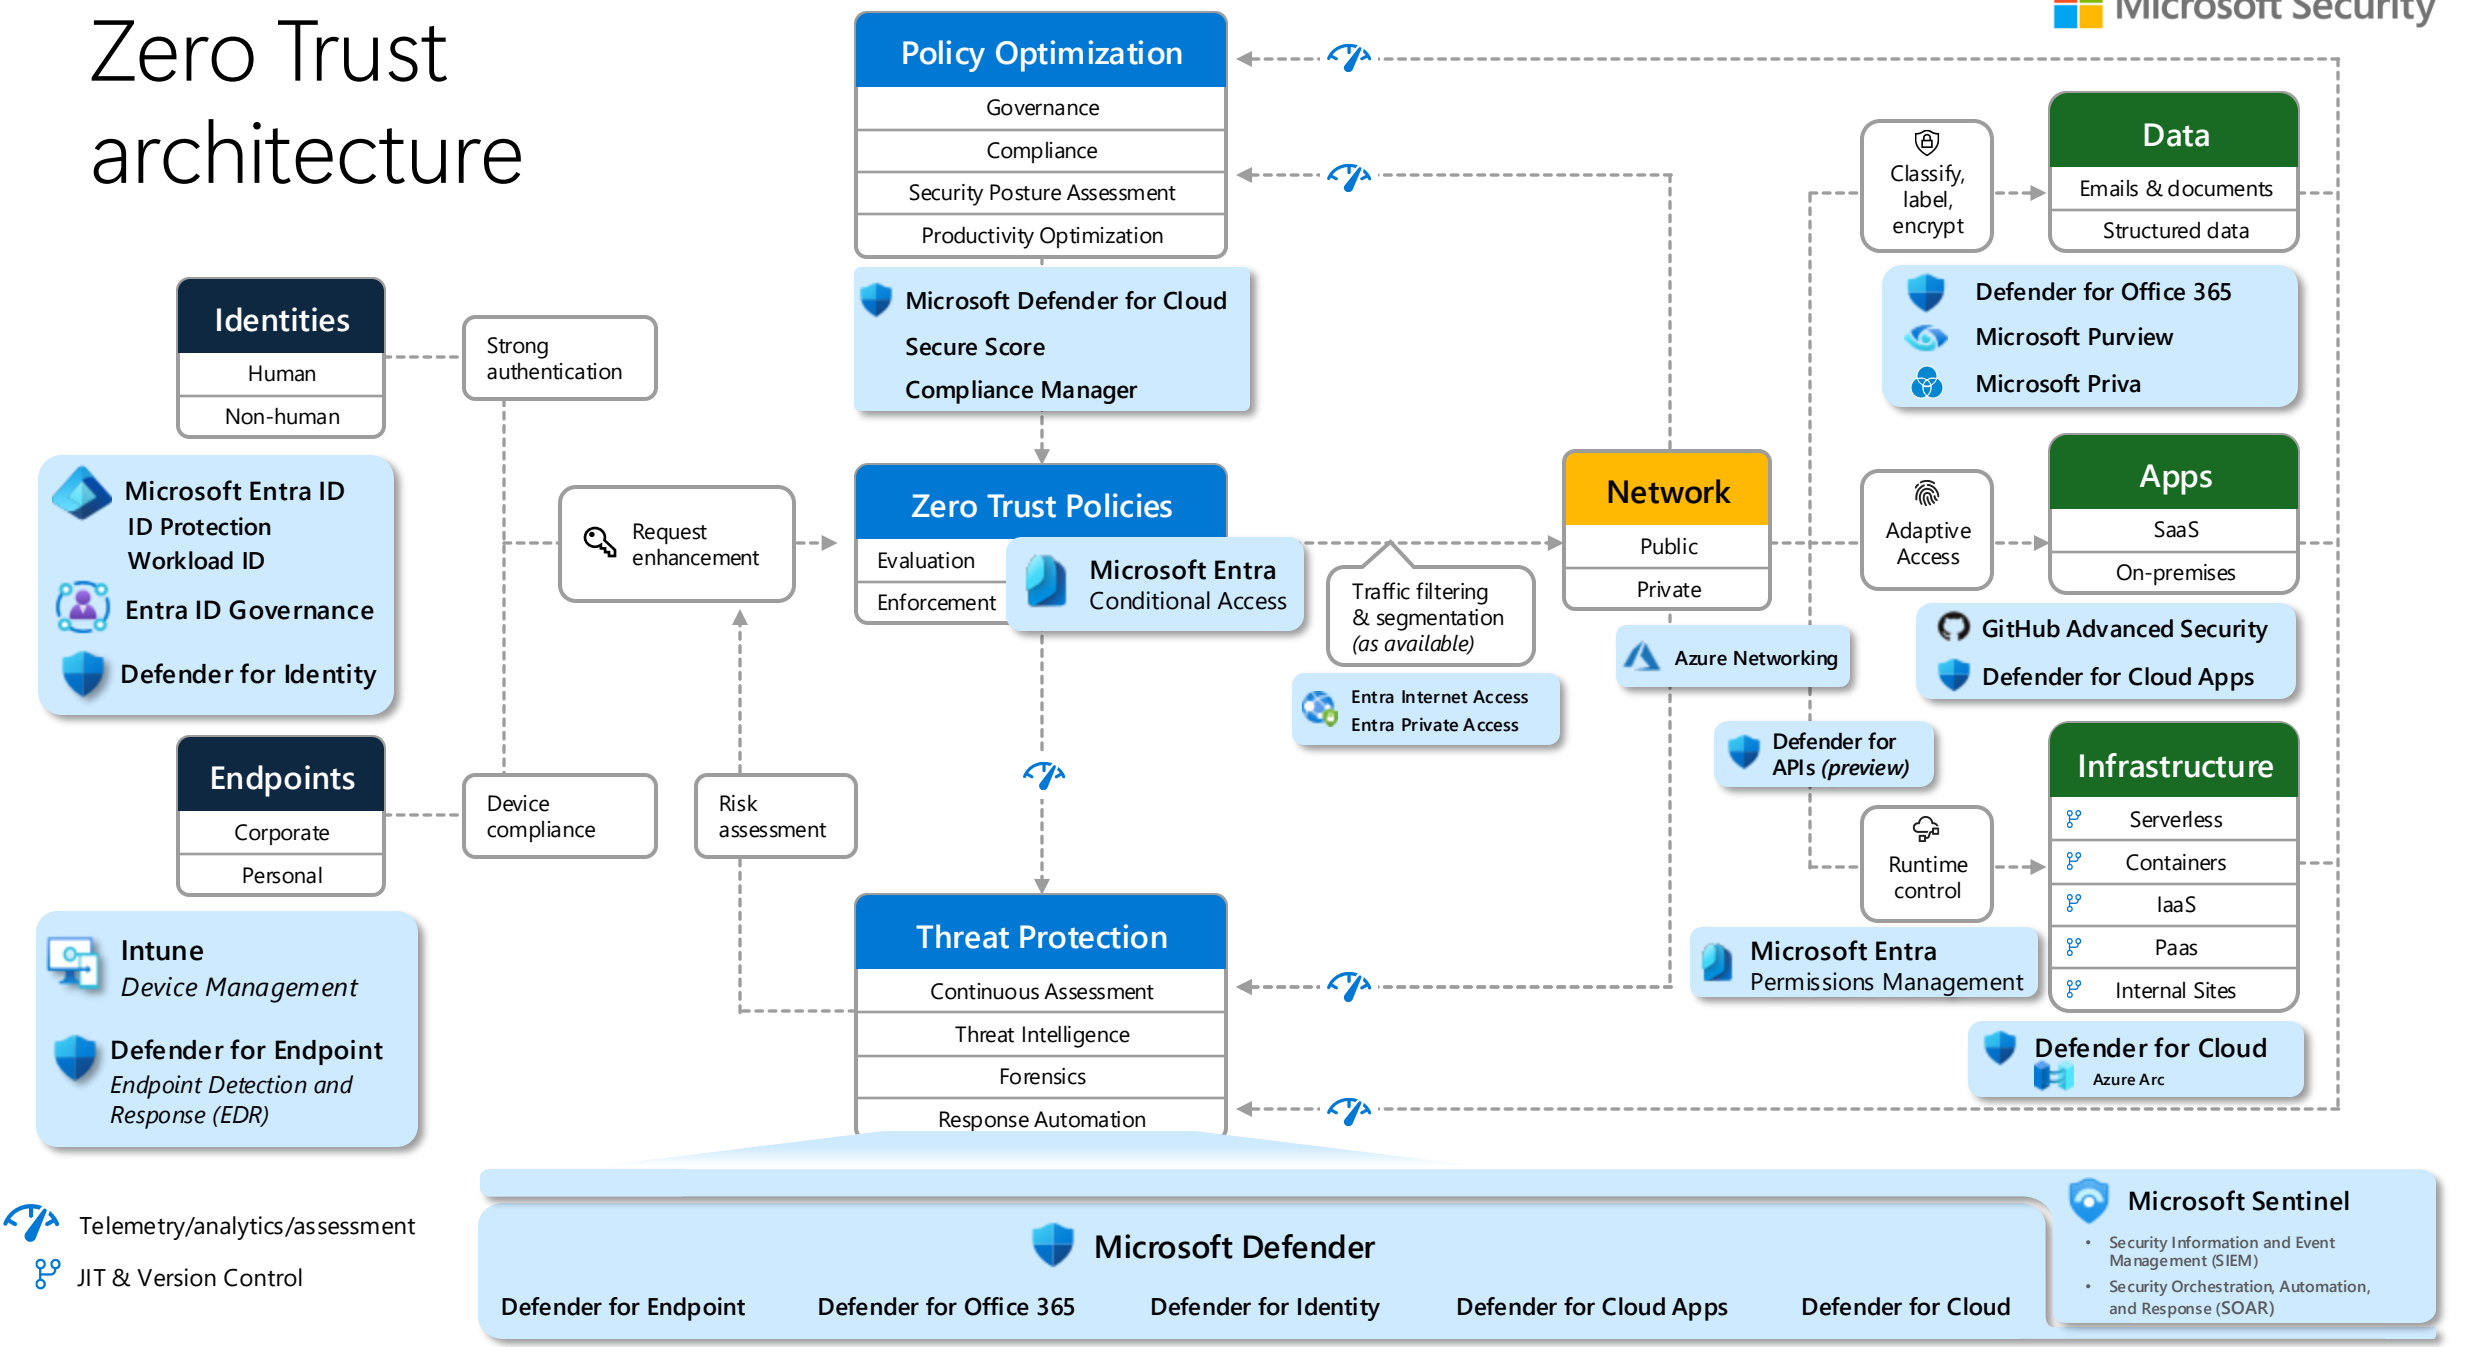 Zero Trust
architecture
Microsoft Security
Policy Optimization
Governance
Compliance
Security Posture Assessment
Productivity Optimization
Microsoft Defender for Cloud
Secure Score
Compliance Manager
Identities
Human
Non-human
Strong
authentication
Microsoft Entra ID
ID Protection
Workload ID
Entra ID Governance
Defender for Identity
Endpoints
Corporate
Personal
Device
compliance
Intune
Device Management
Defender for Endpoint
Endpoint Detection and
Response (EDR)
Request
enhancement
Risk
assessment
Zero Trust Policies
Evaluation
Enforcement
Microsoft Entra
Conditional Access
Traffic filtering
& segmentation
(as available)
Entra Internet Access
Entra Private Access
Network
Public
Private
Azure Networking
Classify,
label,
encrypt
Data
Emails & documents
Structured data
Defender for Office 365
Microsoft Purview
Microsoft Priva
Adaptive
Access
Apps
SaaS
On-premises
GitHub Advanced Security
Defender for Cloud Apps
Defender for
APIs (preview)
Runtime
control
Infrastructure
Serverless
Containers
IaaS
Paas
Internal Sites
Microsoft Entra
Permissions Management
Defender for Cloud
Azure Arc
Threat Protection
Continuous Assessment
Threat Intelligence
Forensics
Response Automation
Telemetry/analytics/assessment
JIT & Version Control
Microsoft Defender
Defender for Endpoint
Defender for Office 365
Defender for Identity
Defender for Cloud Apps
Defender for Cloud
Microsoft Sentinel
• Security Information and Event
Management (SIEM)
• Security Orchestration, Automation,
and Response (SOAR)